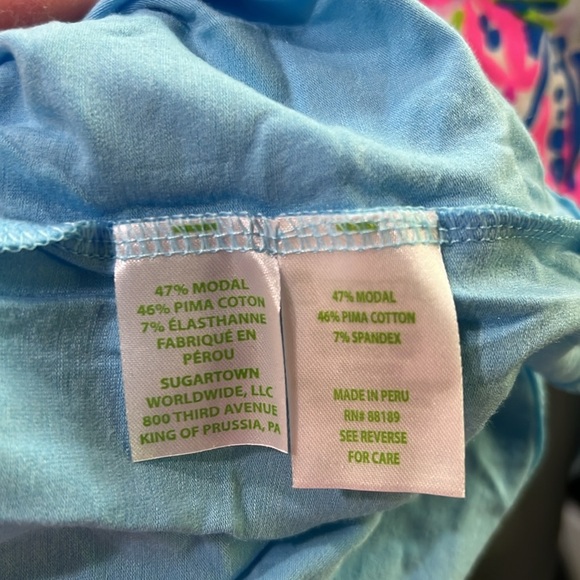 47% MODAL
46% PIMA COTON
7% ÉLASTHANNE
FABRIQUÉ EN
PÉROU
SUGARTOWN
WORLDWIDE, LLC
800 THIRD AVENUE
KING OF PRUSSIA, PA
47% MODAL
46% PIMA COTTON
7% SPANDEX
MADE IN PERU
RN# 88189
SEE REVERSE
FOR CARE